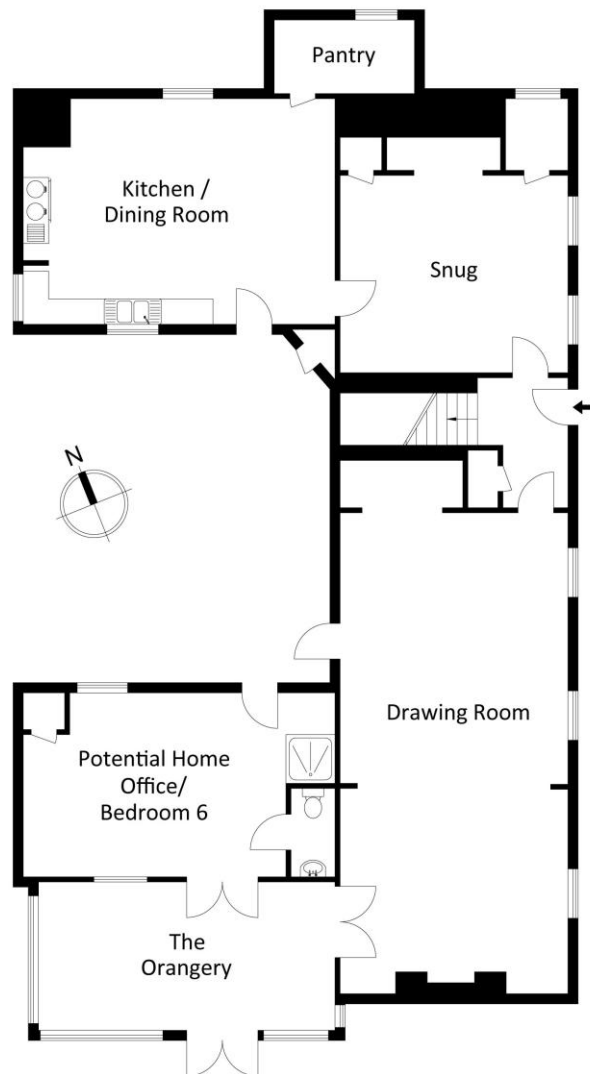 Pantry
Kitchen /
Dining Room
Snug
N
Drawing Room
Potential Home
Office/
Bedroom 6
The
Orangery